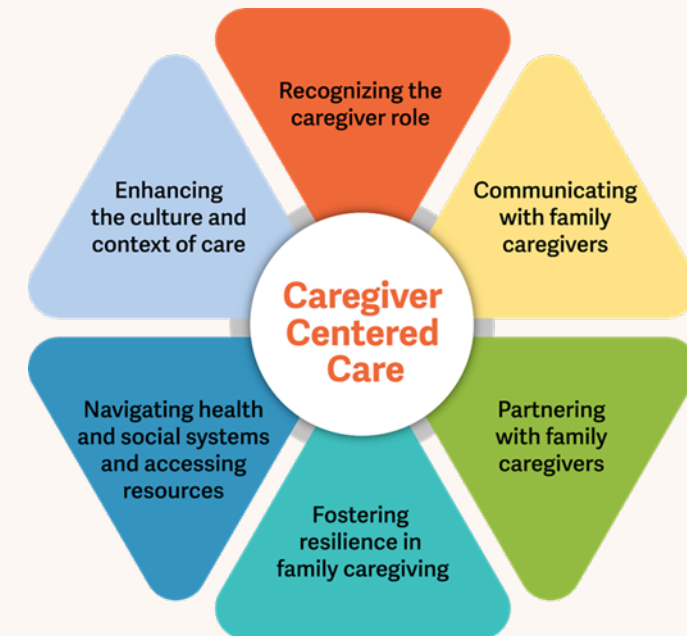 Recognizing the
caregiver role
Communicating
with family
caregivers
Partnering
with family
caregivers
Fostering
resilience in
family caregiving
Navigating health
and social systems
and accessing
resources
Enhancing
the culture and
context of care
Caregiver
Centered
Care